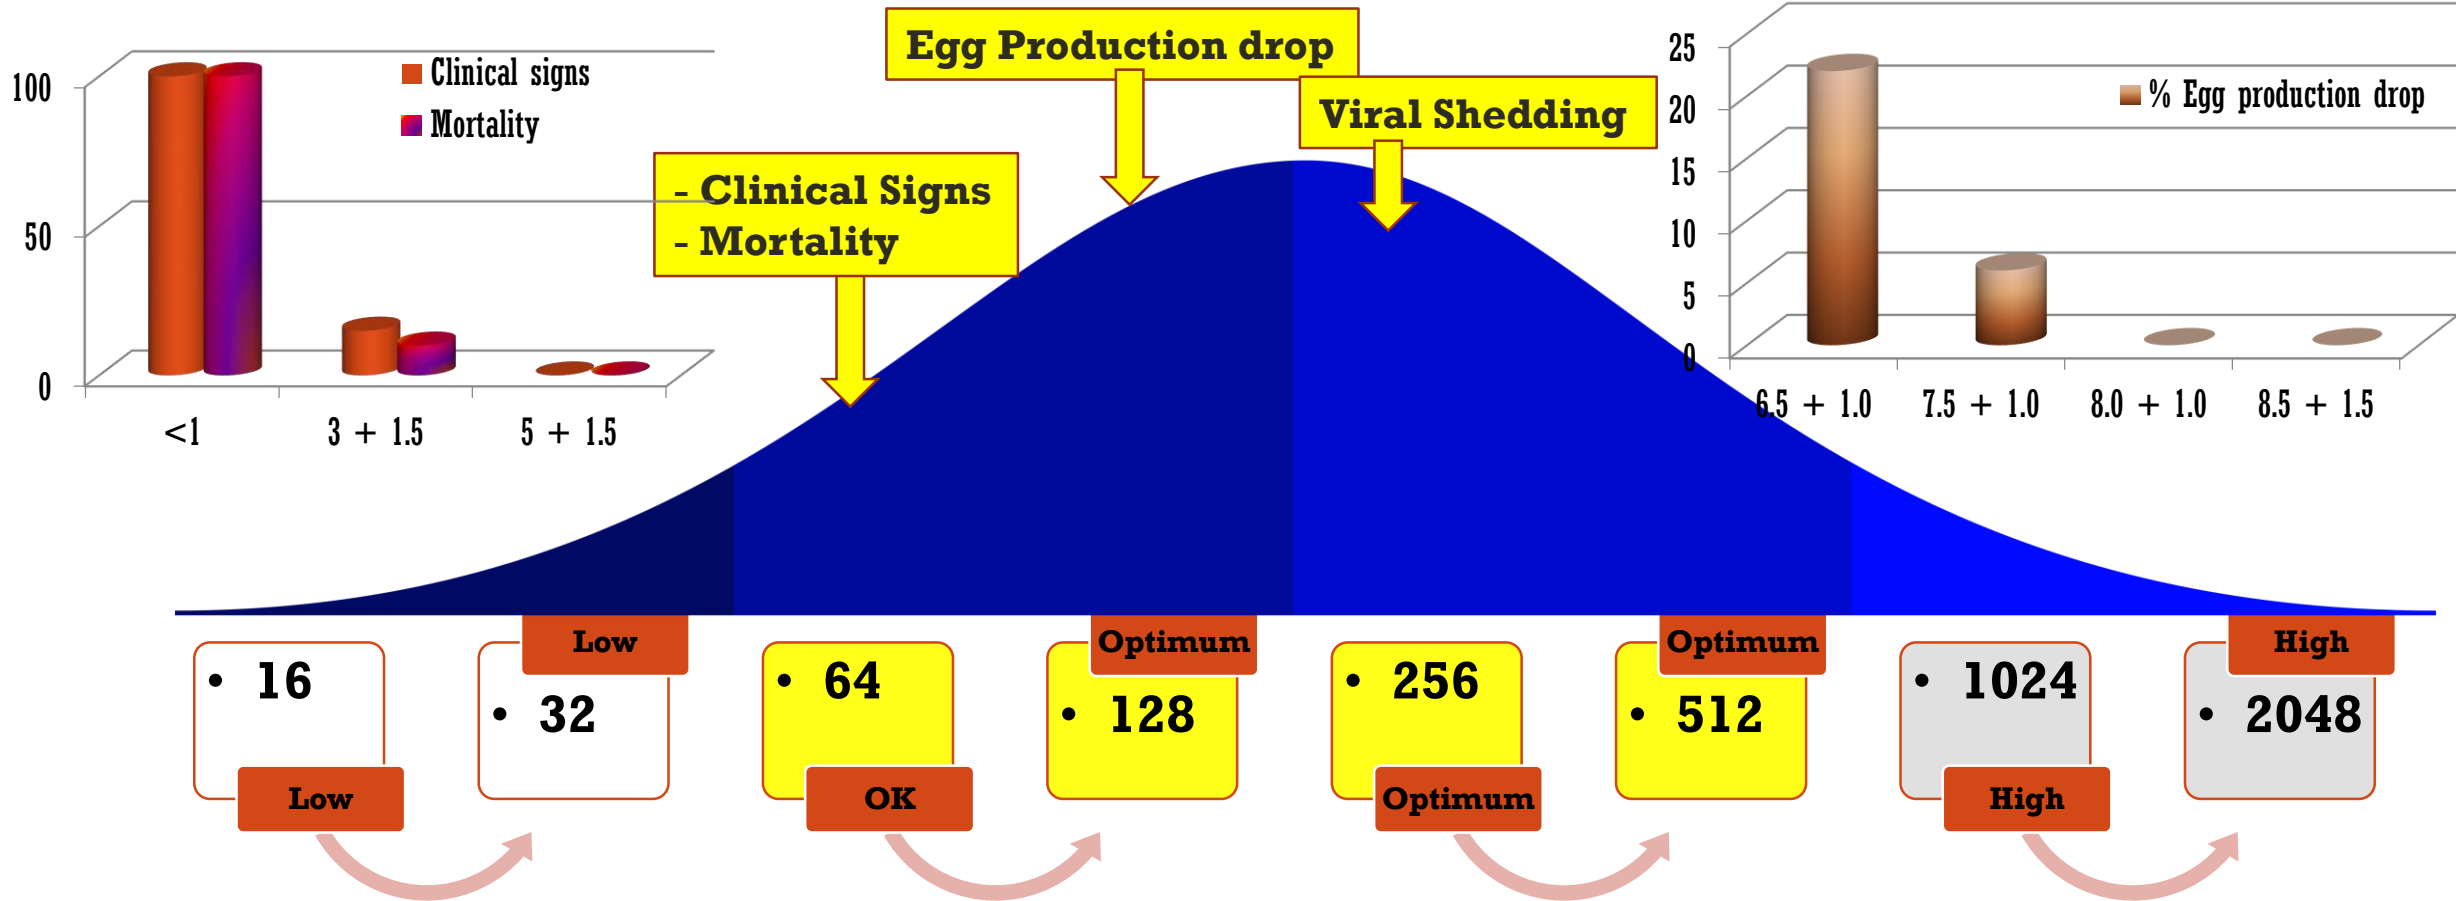 Egg Production drop
Viral Shedding
- Clinical Signs
- Mortality
100
50
0
Clinical signs
Mortality
<1
3 + 1.5
5 + 1.5
25
20
15
10
5
0
% Egg production drop
6.5 + 1.0
7.5 + 1.0
8.0 + 1.0
8.5 + 1.5
• 16
Low
Low
• 32
• 64
OK
Optimum
• 128
• 256
Optimum
Optimum
• 512
• 1024
High
High
• 2048